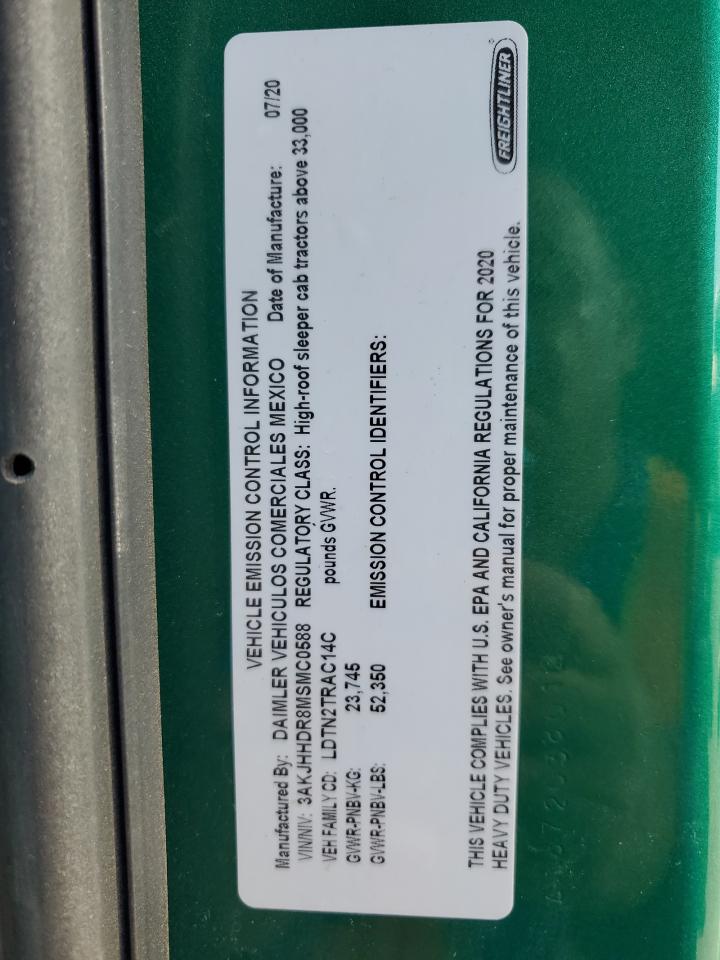 VEHICLE EMISSION CONTROL INFORMATION
Manufactured By: DAIMLER VEHICULOS COMERCIALES MEXICO Date of Manufacture: 07/20
VIN/NIV: 3AKJHHDR8MSMC0588 REGULATORY CLASS: High-roof sleeper cab tractors above 33,000
VEH FAMILY CD: LDTN2TRAC14C pounds GVWR.
GVWR-PNBV-KG: 23,745
GVWR-PNBV-LBS: 52,350 EMISSION CONTROL IDENTIFIERS:
THIS VEHICLE COMPLIES WITH U.S. EPA AND CALIFORNIA REGULATIONS FOR 2020
HEAVY DUTY VEHICLES. See owner's manual for proper maintenance of this vehicle.
FREIGHTLINER